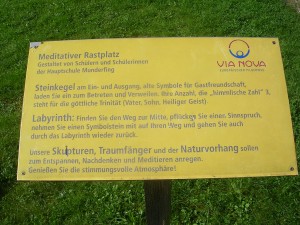 Meditativer Rastplatz
Gestaltet von Schülern und Schülerinnen
der Hauptschule
VIA NOVA
Steinkegel am Ein- und Ausgang, alte Symbole für Gastfreundschaft,
laden Sie ein zum Betreten und Verweilen. Ihre Anzahl, die „himmlische Zahl" 3,
steht für die göttliche Trinität (Vater, Sohn, Heiliger Geist).
Labyrinth: Finden Sie den Weg zur Mitte, pflücken Sie einen Sinnspruch,
nehmen Sie einen Symbolstein mit auf Ihren Weg und gehen Sie auch
durch das Labyrinth wieder zurück.
Unsere Skulpturen, Traumfänger und der Naturvorhang sollen
zum Entspannen, Nachdenken und Meditieren anregen.
Genießen Sie die stimmungsvolle Atmosphäre!